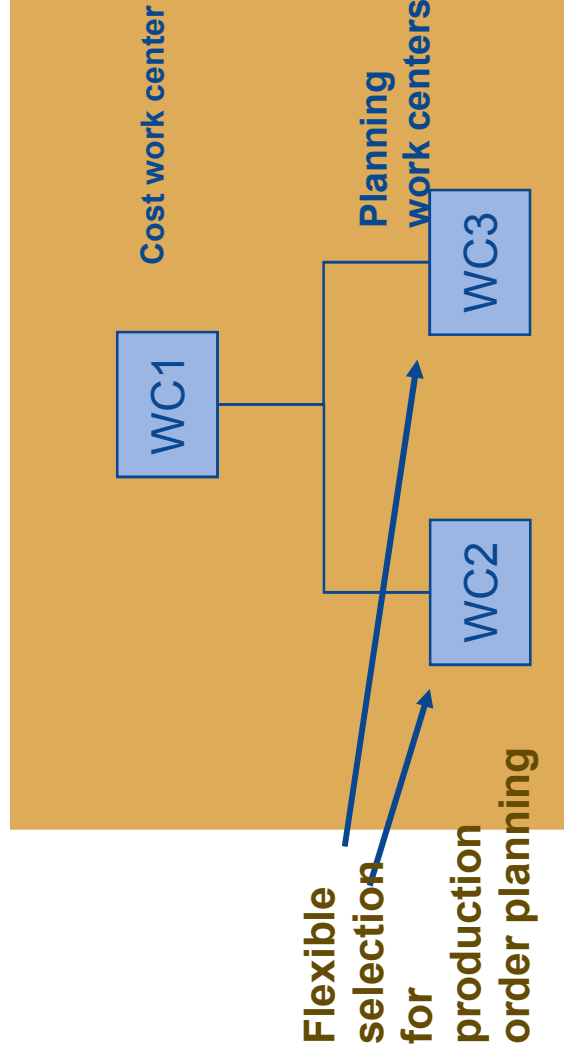 Cost work center
WC1
Planning
work centers
WC2
WC3
Flexible
selection
for
production
order planning